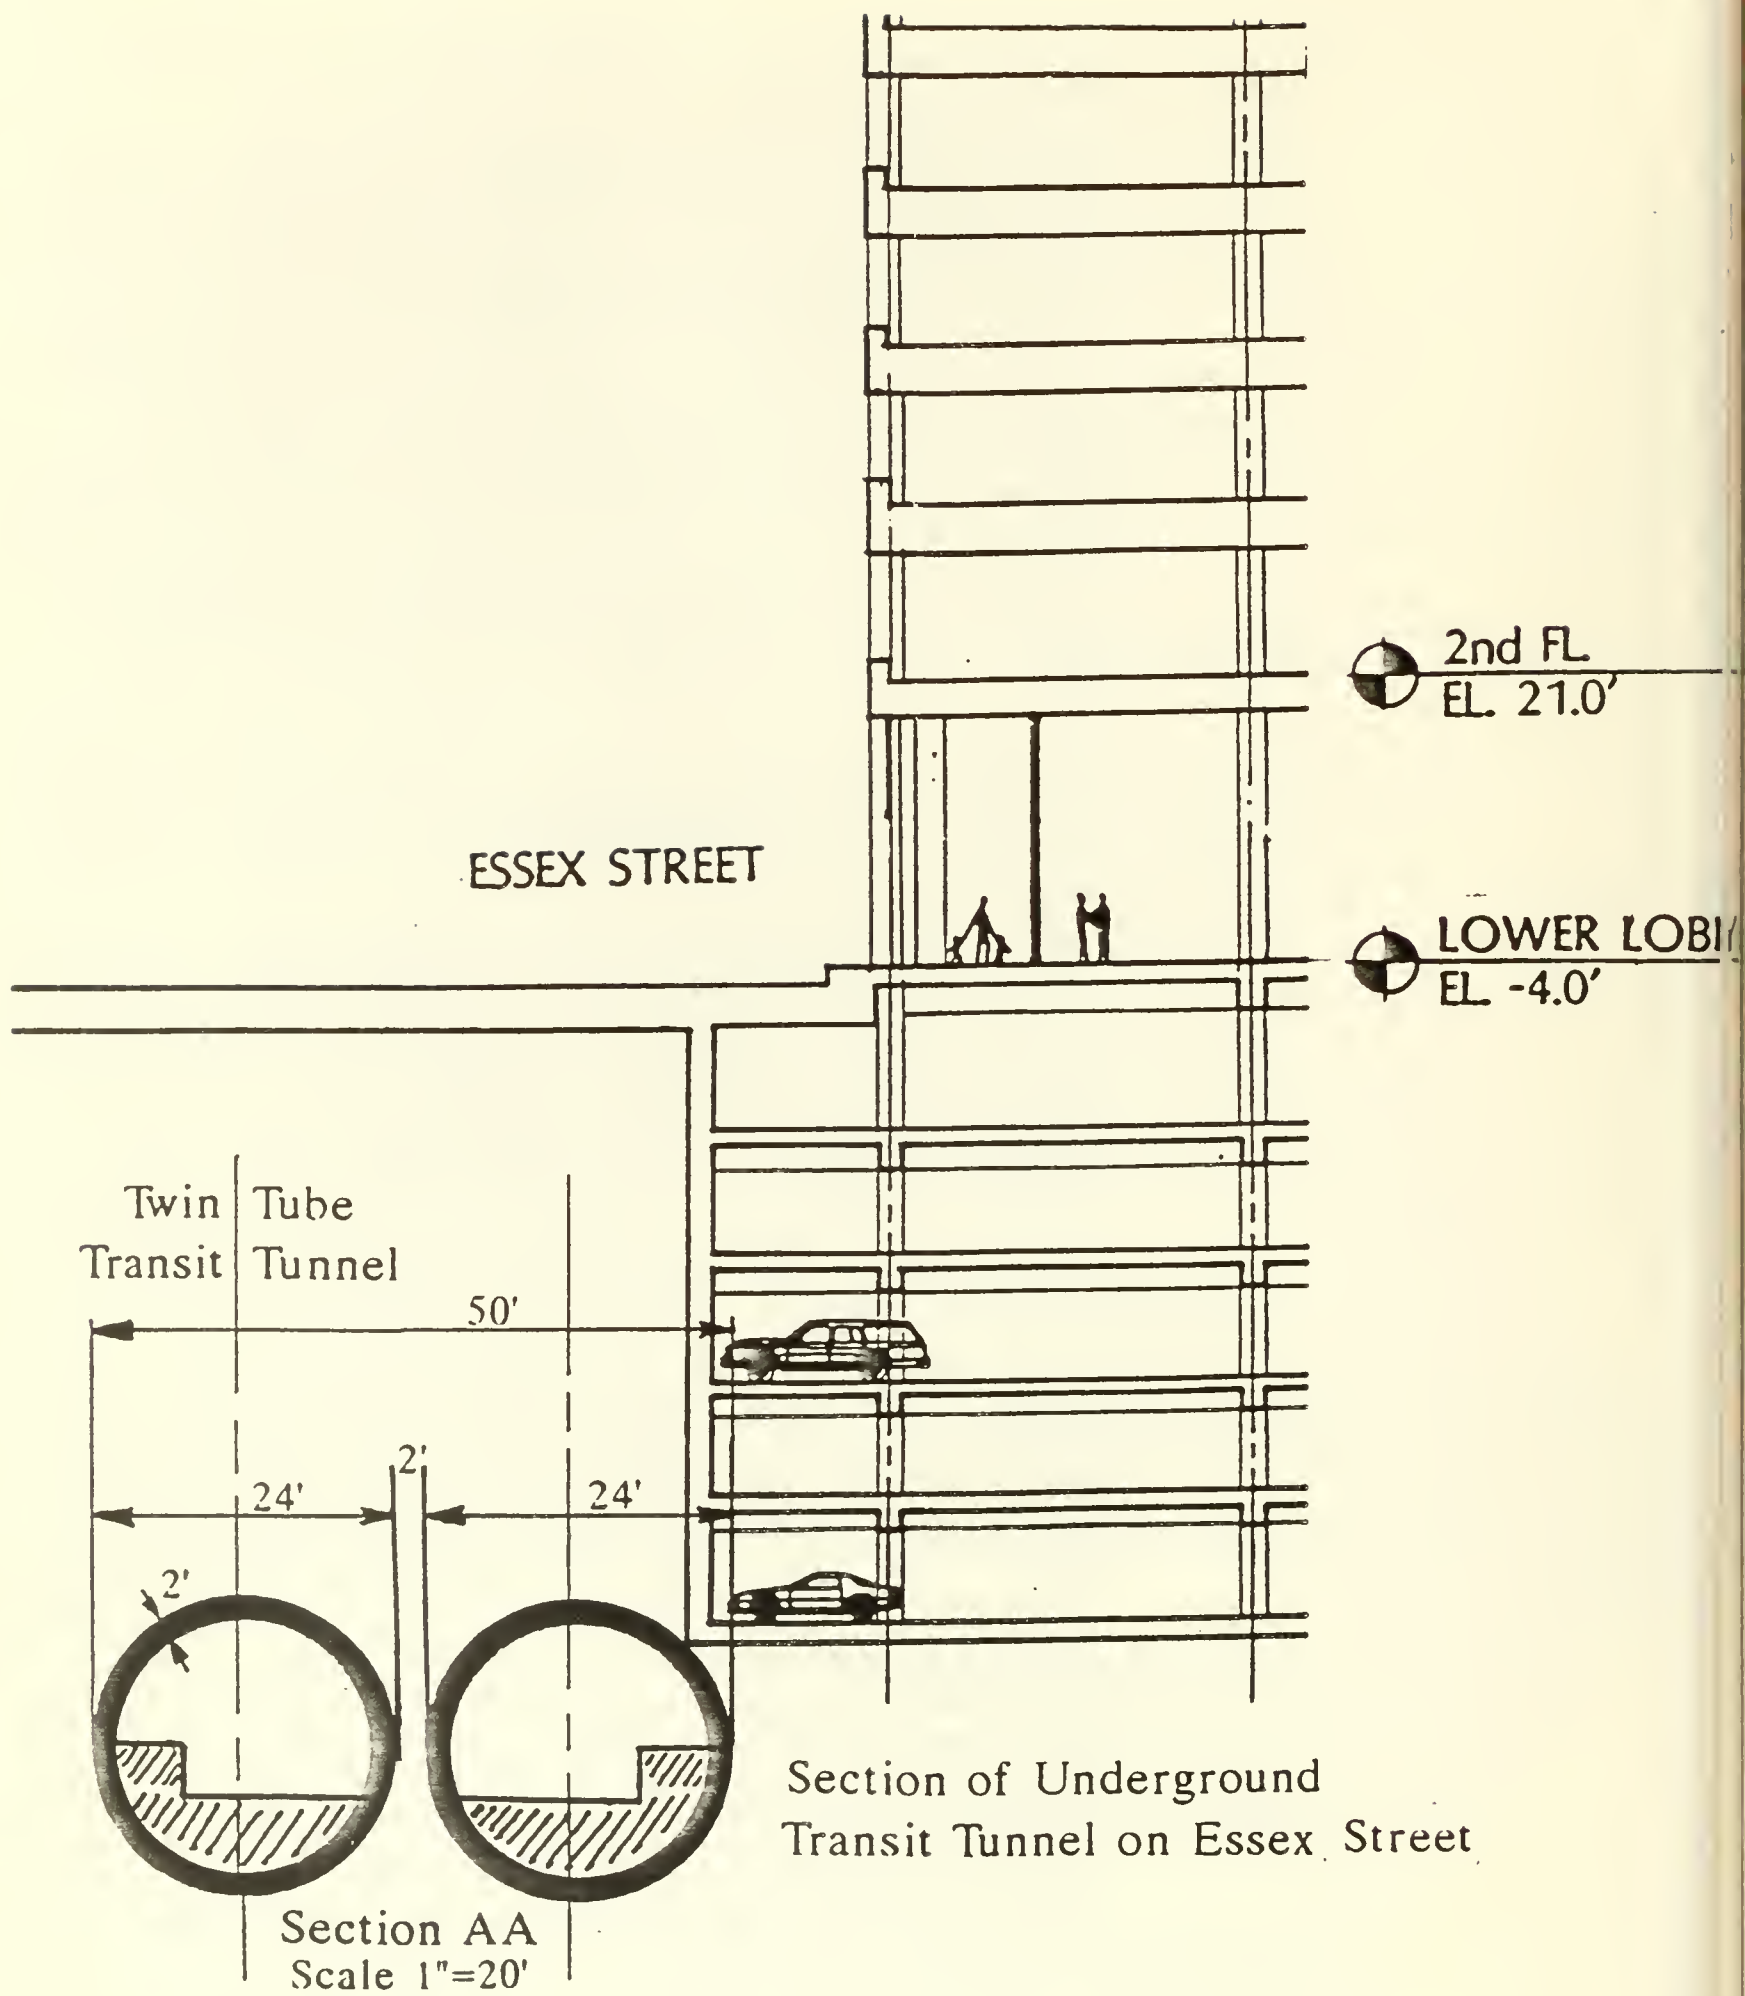 2nd FL.
EL. 21.0'
ESSEX STREET
LOWER
EL. -4.0'
Twin Tube
Transit Tunnel
50'
2'
24' 24'
2'
Section of Underground
Transit Tunnel on Essex Street
Section AA
Scale 1"=20'